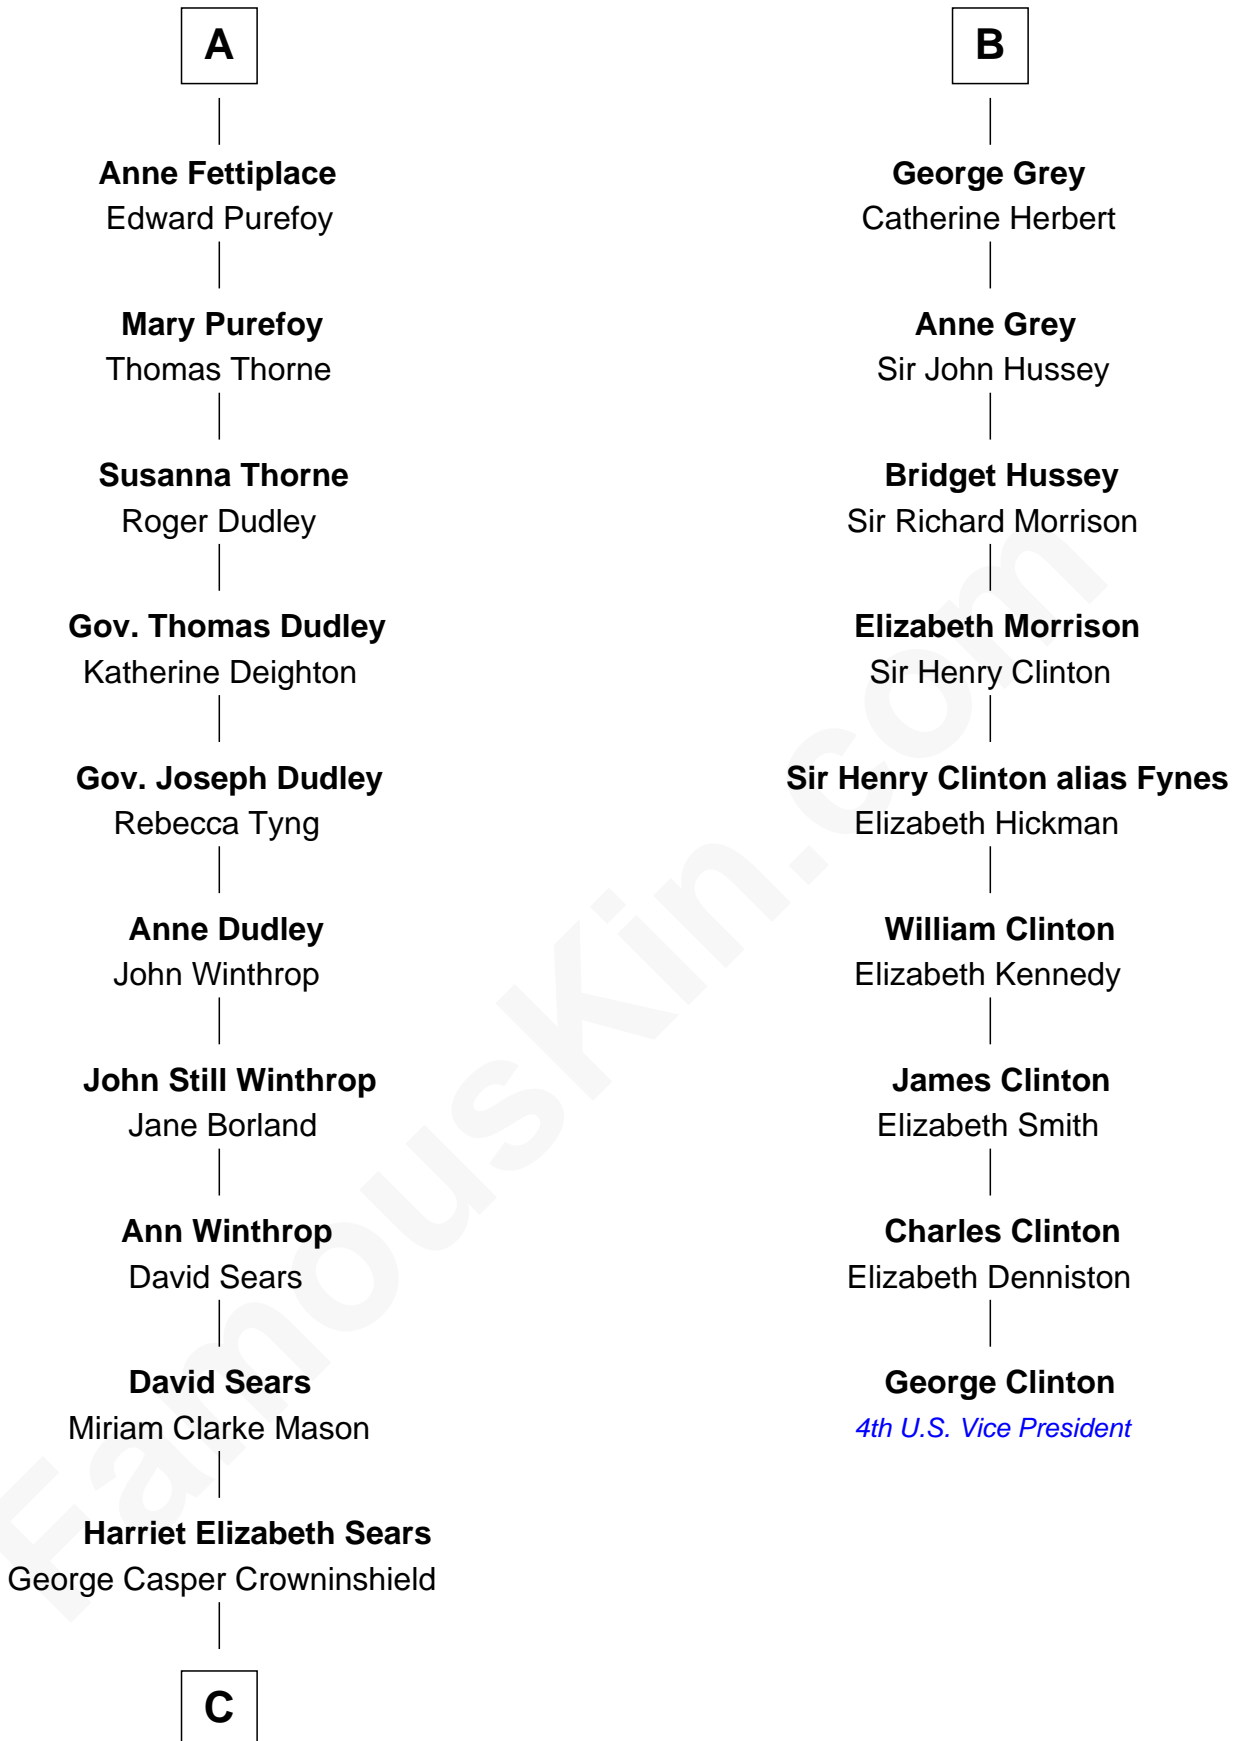 A
Anne Fettiplace
Edward Purefoy
Mary Purefoy
Thomas Thorne
Susanna Thorne
Roger Dudley
Gov. Thomas Dudley
Katherine Deighton
Gov. Joseph Dudley
Rebecca Tyng
Anne Dudley
John Winthrop
John Still Winthrop
Jane Borland
Ann Winthrop
David Sears
David Sears
Miriam Clarke Mason
Harriet Elizabeth Sears
George Casper Crowninshield
C
B
George Grey
Catherine Herbert
Anne Grey
Sir John Hussey
Bridget Hussey
Sir Richard Morrison
Elizabeth Morrison
Sir Henry Clinton
Sir Henry Clinton alias Fynes
Elizabeth Hickman
William Clinton
Elizabeth Kennedy
James Clinton
Elizabeth Smith
Charles Clinton
Elizabeth Denniston
George Clinton
4th U.S. Vice President
FamousKin.com